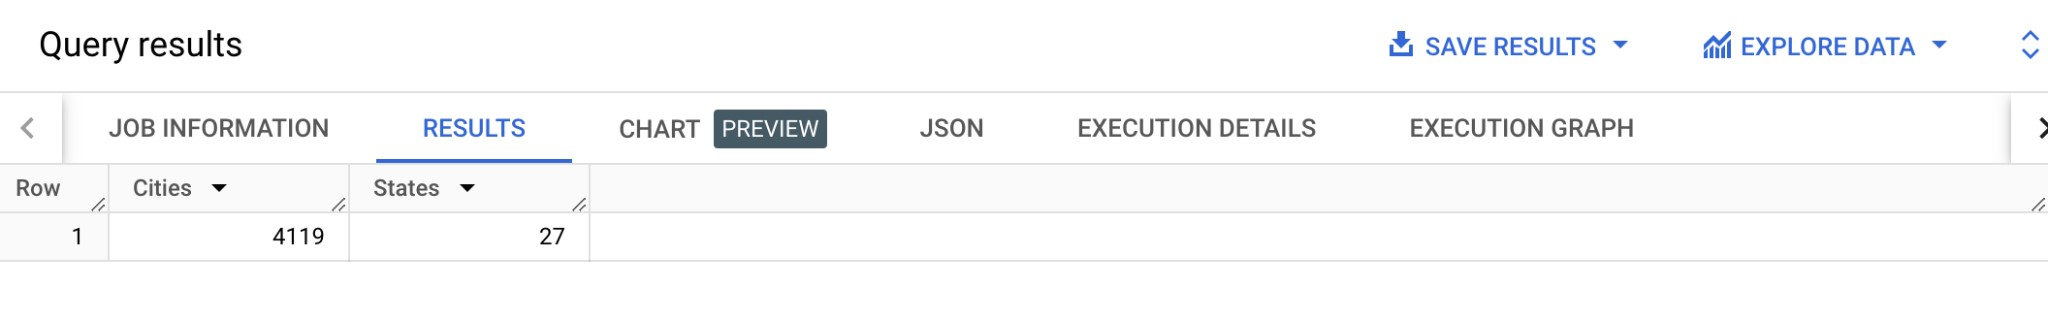 Query results
SAVE RESULTS
EXPLORE DATA
JOB INFORMATION
RESULTS
CHART PREVIEW
JSON
EXECUTION DETAILS
EXECUTION GRAPH
Row Cities States
1 4119 27